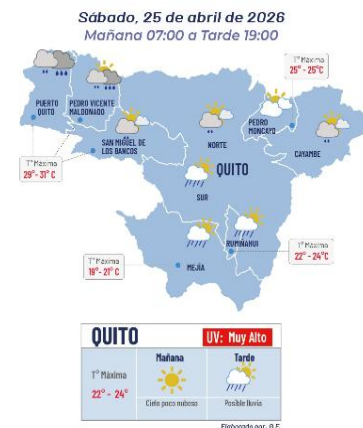 Sábado, 25 de abril de 2026
Mañana 07:00 a Tarde 19:00
T° Máxima
25° - 25°C
PUERTO
QUITO
PEDRO VICENTE
MALDONADO
SAN MIGUEL DE
LOS BANCOS
NORTE
PEDRO
MONCAYO
CAYAMBE
T° Máxima
29° - 31° C
QUITO
SUR
RUMIÑAHUI
MEJÍA
T° Máxima
19° - 21° C
T° Máxima
22° - 24°C
QUITO
UV: Muy Alto
Mañana
Tarde
T° Máxima
22° - 24°
Cielo poco nuboso
Posible lluvia
Elaborado por: B.F.